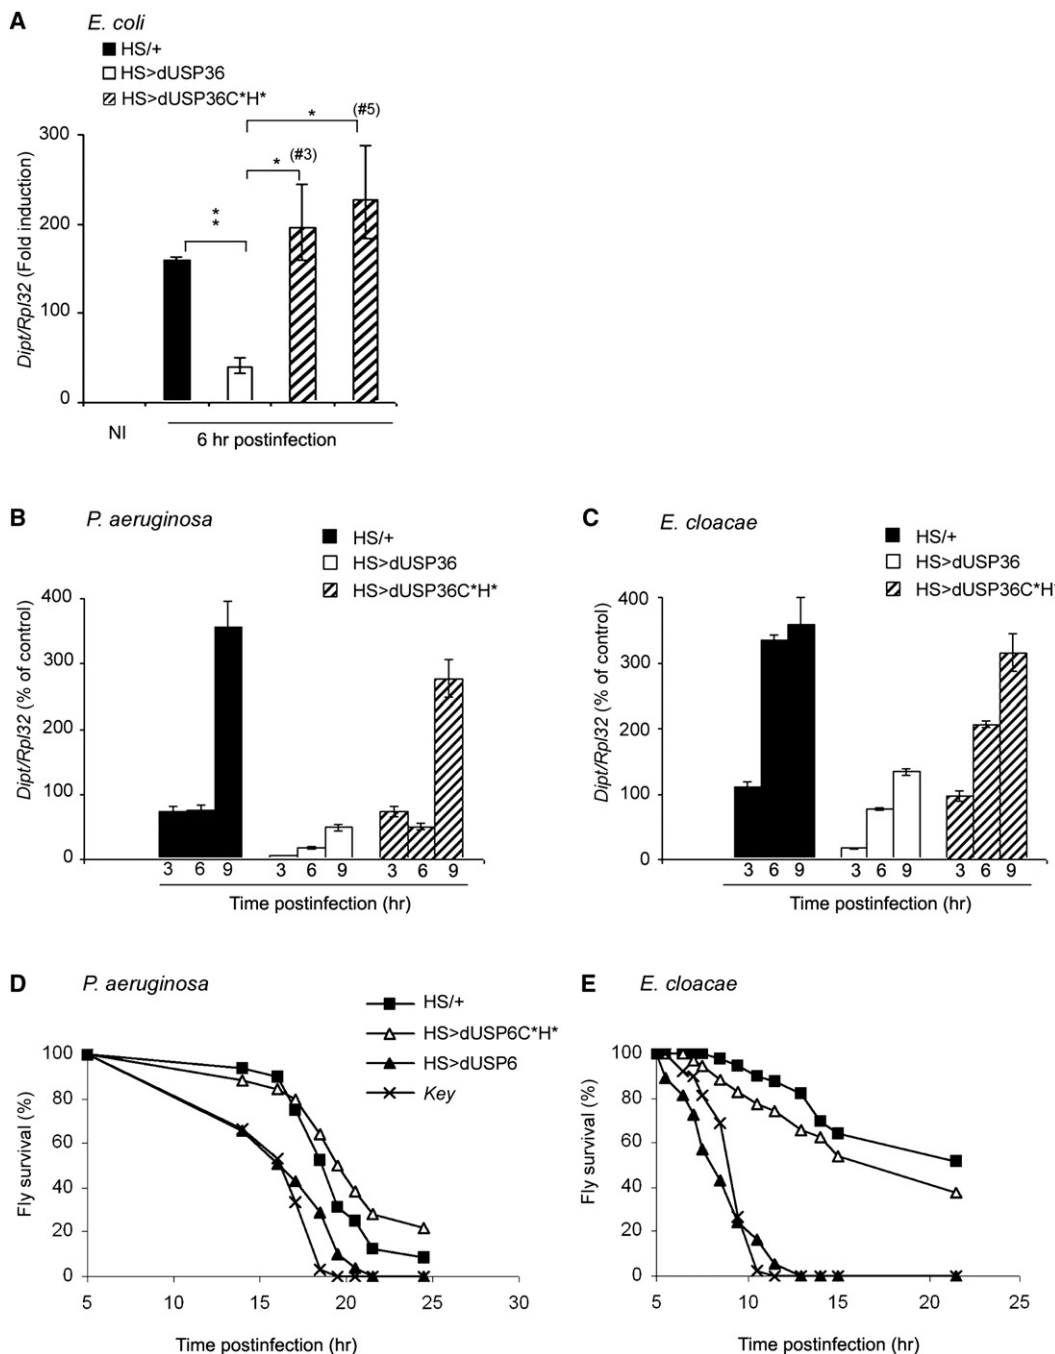 A
E. coli
HS/+
HS>dUSP36
HS>dUSP36C*H*
*
(#5)
* (#3)
*
*
300
200
100
0
Dipt/Rpl32 (Fold induction)
NI
6 hr postinfection
B
P. aeruginosa
HS/+
HS>dUSP36
HS>dUSP36C*H*
400
300
200
100
0
Dipt/Rpl32 (% of control)
3 6 9 3 6 9 3 6 9
Time postinfection (hr)
C
E. cloacae
HS/+
HS>dUSP36
HS>dUSP36C*H*
400
300
200
100
0
Dipt/Rpl32 (% of control)
3 6 9 3 6 9 3 6 9
Time postinfection (hr)
D
P. aeruginosa
HS/+
HS>dUSP6C*H*
HS>dUSP6
Key
100
80
60
40
20
0
Fly survival (%)
5 10 15 20 25 30
Time postinfection (hr)
E
E. cloacae
100
80
60
40
20
0
Fly survival (%)
5 10 15 20 25
Time postinfection (hr)